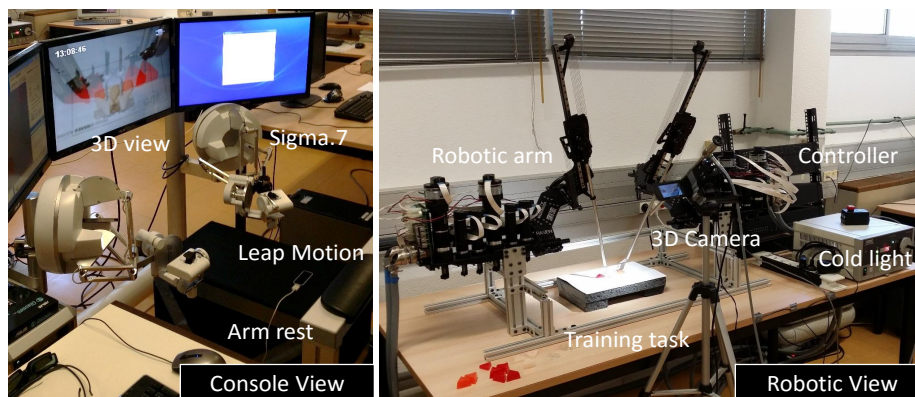 13:08:46
3D view
Sigma.7
Leap Motion
Arm rest
Console View
Robotic arm
Controller
3D Camera
Cold light
Training task
Robotic View